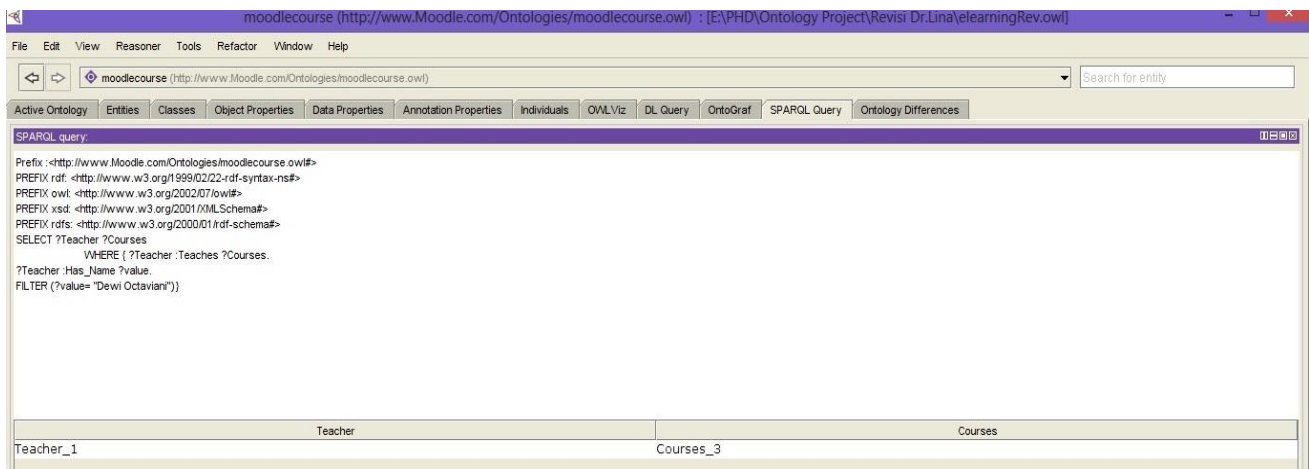 moodlecourse (http://www.Moodle.com/Ontologies/moodlecourse.owl) : [E:\PHD\Ontology Project\Revisi Dr.Lina\elearningRev.owl]
File Edit View Reasoner Tools Refactor Window Help
moodlecourse (http://www.Moodle.com/Ontologies/moodlecourse.owl) Search for entity
Active Ontology Entities Classes Object Properties Data Properties Annotation Properties Individuals OWLViz DL Query OntoGraf SPARQL Query Ontology Differences
SPARQL query:
Prefix :<http://www.Moodle.com/Ontologies/moodlecourse.owl#>
PREFIX rdf: <http://www.w3.org/1999/02/22-rdf-syntax-ns#>
PREFIX owl: <http://www.w3.org/2002/07/owl#>
PREFIX xsd: <http://www.w3.org/2001/XMLSchema#>
PREFIX rdfs: <http://www.w3.org/2000/01/rdf-schema#>
SELECT ?Teacher ?Courses
WHERE { ?Teacher :Teaches ?Courses.
?Teacher :Has_Name ?value.
FILTER (?value= "Dewi Octaviani")}
Teacher Courses
Teacher_1 Courses_3